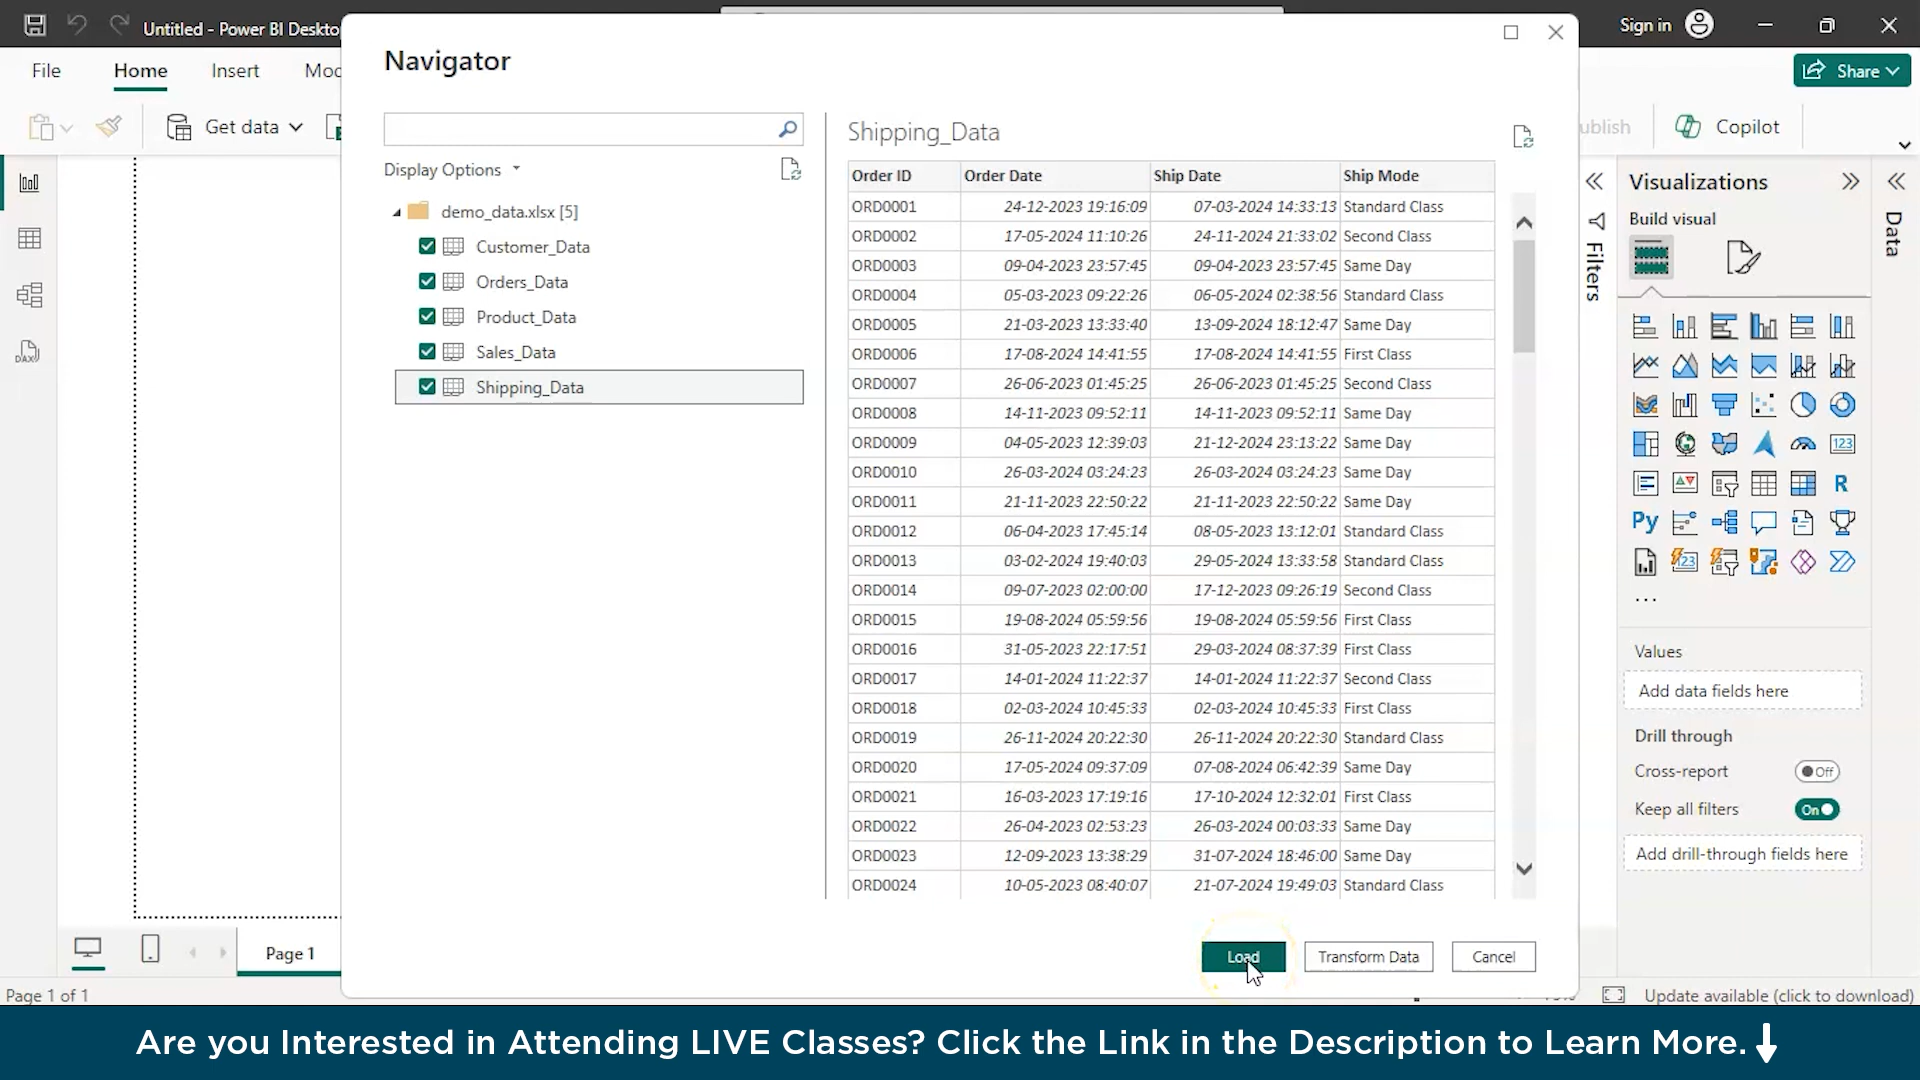 Untitled - Power BI Deskto
Sign in
File
Home
Insert
Mod
Share
Get data
ublish
Copilot
Navigator
Display Options
demo_data.xlsx [5]
Customer_Data
Orders_Data
Product_Data
Sales_Data
Shipping_Data
Shipping_Data
Order ID Order Date Ship Date Ship Mode
ORD0001 24-12-2023 19:16:09 07-03-2024 14:33:13 Standard Class
ORD0002 17-05-2024 11:10:26 24-11-2024 21:33:02 Second Class
ORD0003 09-04-2023 23:57:45 09-04-2023 23:57:45 Same Day
ORD0004 05-03-2023 09:22:26 06-05-2024 02:38:56 Standard Class
ORD0005 21-03-2023 13:33:40 13-09-2024 18:12:47 Same Day
ORD0006 17-08-2024 14:41:55 17-08-2024 14:41:55 First Class
ORD0007 26-06-2023 01:45:25 26-06-2023 01:45:25 Second Class
ORD0008 14-11-2023 09:52:11 14-11-2023 09:52:11 Same Day
ORD0009 04-05-2023 12:39:03 21-12-2024 23:13:22 Same Day
ORD0010 26-03-2024 03:24:23 26-03-2024 03:24:23 Same Day
ORD0011 21-11-2023 22:50:22 21-11-2023 22:50:22 Same Day
ORD0012 06-04-2023 17:45:14 08-05-2023 13:12:01 Standard Class
ORD0013 03-02-2024 19:40:03 29-05-2024 13:33:58 Standard Class
ORD0014 09-07-2023 02:00:00 17-12-2023 09:26:19 Second Class
ORD0015 19-08-2024 05:59:56 19-08-2024 05:59:56 First Class
ORD0016 31-05-2023 22:17:51 29-03-2024 08:37:39 First Class
ORD0017 14-01-2024 11:22:37 14-01-2024 11:22:37 Second Class
ORD0018 02-03-2024 10:45:33 02-03-2024 10:45:33 First Class
ORD0019 26-11-2024 20:22:30 26-11-2024 20:22:30 Standard Class
ORD0020 17-05-2024 09:37:09 07-08-2024 06:42:39 Same Day
ORD0021 16-03-2023 17:19:16 17-10-2024 12:32:01 First Class
ORD0022 26-04-2023 02:53:23 26-03-2024 00:03:33 Same Day
ORD0023 12-09-2023 13:38:29 31-07-2024 18:46:00 Same Day
ORD0024 10-05-2023 08:40:07 21-07-2024 19:49:03 Standard Class
Load
Transform Data
Cancel
Filters
Visualizations
Build visual
Data
123
R
Py
123
...
Values
Add data fields here
Drill through
Cross-report
Off
Keep all filters
On
Add drill-through fields here
DAX
Page 1
Page 1 of 1
Update available (click to download)
Are you Interested in Attending LIVE Classes? Click the Link in the Description to Learn More.